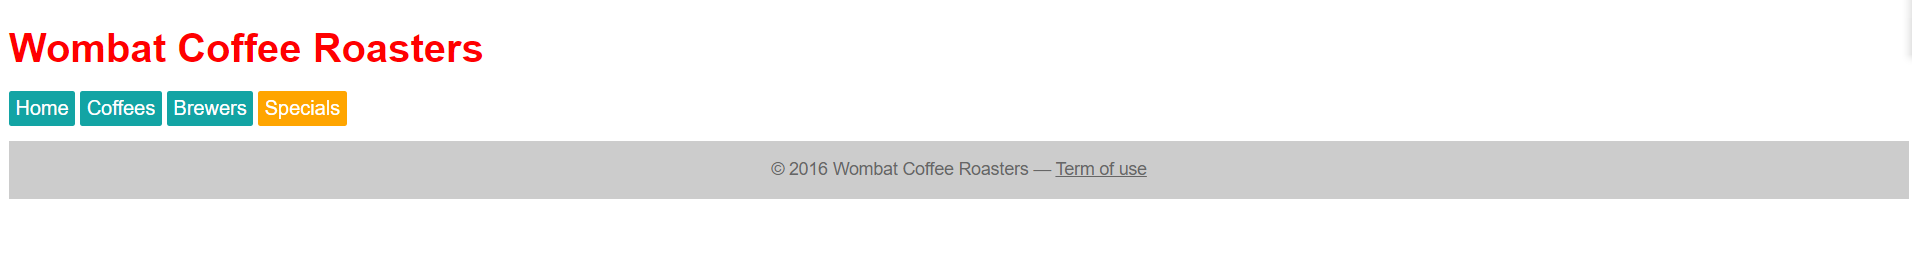 Wombat Coffee Roasters
Home Coffees Brewers Specials
© 2016 Wombat Coffee Roasters — Term of use